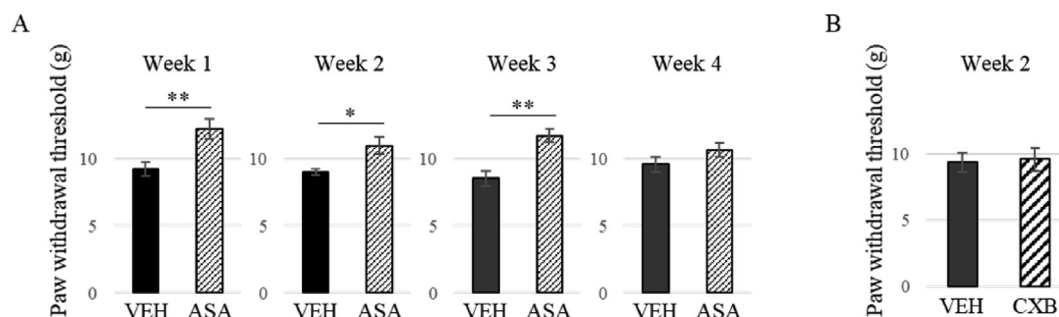 A
B
Paw withdrawal threshold (g)
Week 1
Week 2
Week 3
Week 4
** * **
10 10 10 10
5 5 5 5
0 0 0 0
VEH ASA VEH ASA VEH ASA VEH ASA
Paw withdrawal threshold (g)
Week 2
10
5
0
VEH CXB